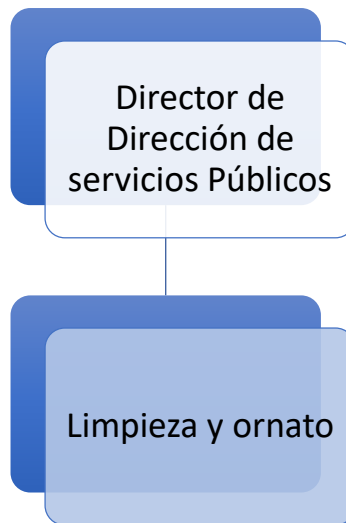 Director de
Dirección de
servicios Públicos
Limpieza y ornato